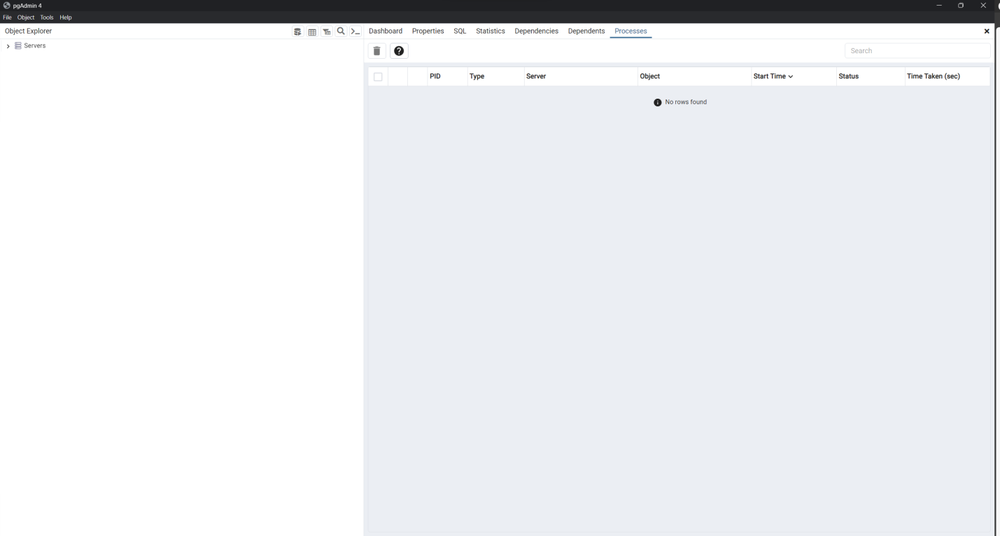 pgAdmin 4
File Object Tools Help
Object Explorer
Dashboard Properties SQL Statistics Dependencies Dependents Processes
Servers
Search
PID Type Server Object Start Time Status Time Taken (sec)
No rows found